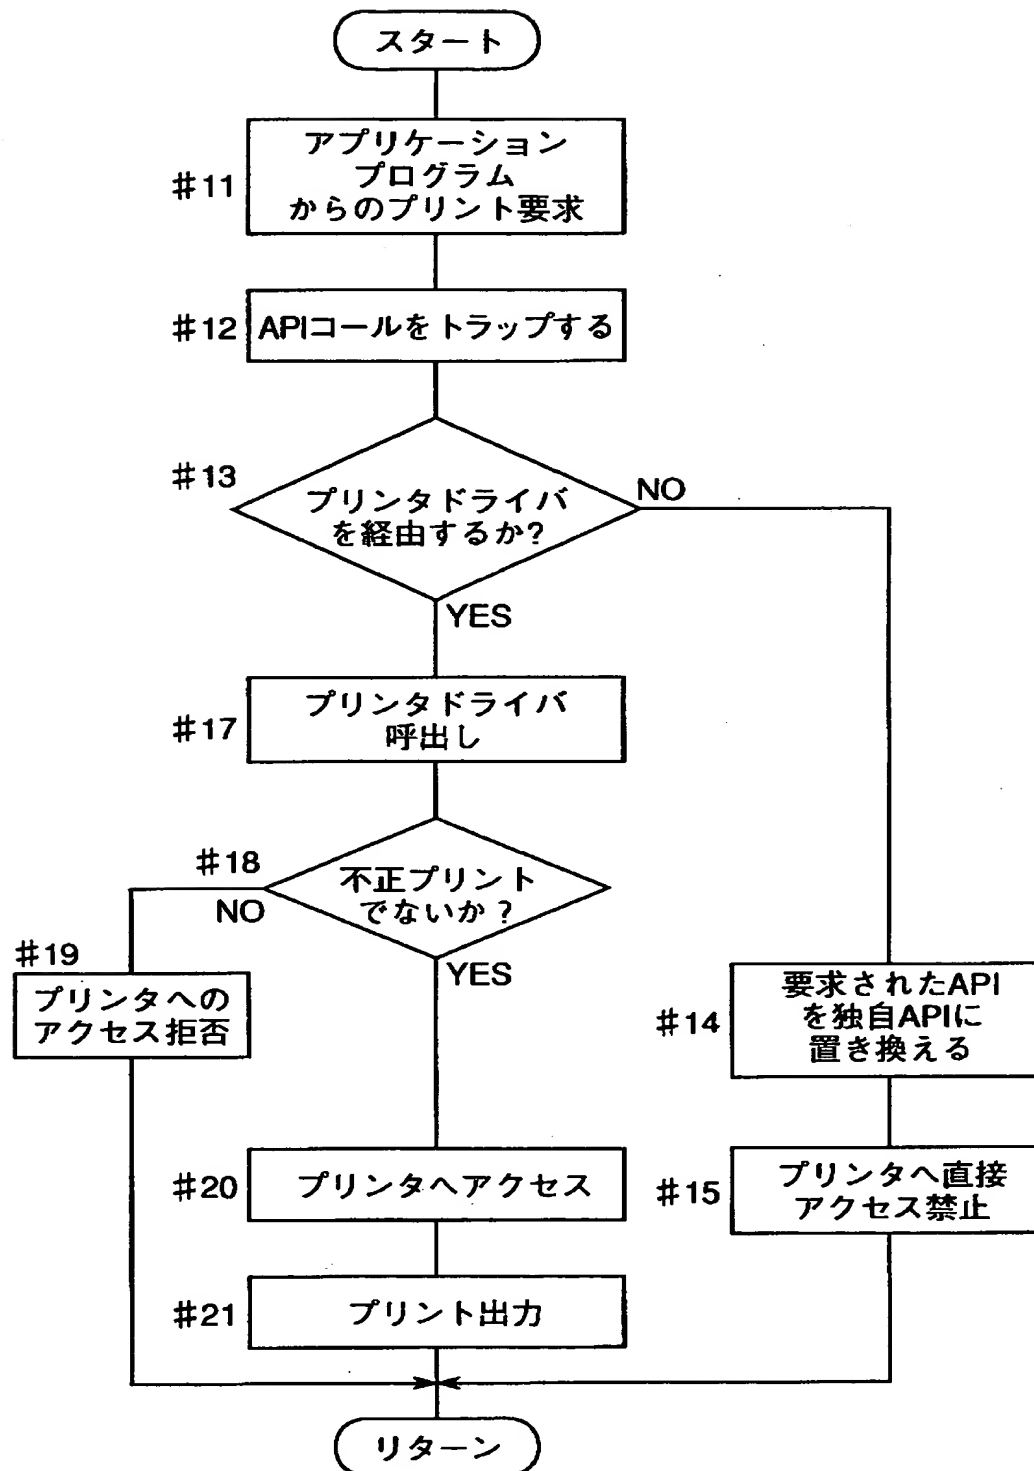 スタート
アプリケーション
プログラム
からのプリント要求
#11
#12
APIコールをトラップする
#13
プリンタドライバ
を経由するか?
NO
YES
#17
プリンタドライバ
呼出し
#18
不正プリント
でないか?
NO
YES
#19
プリンタへの
アクセス拒否
#14
要求されたAPI
を独自APIに
置き換える
#20
プリンタへアクセス
#15
プリンタへ直接
アクセス禁止
#21
プリント出力
リターン